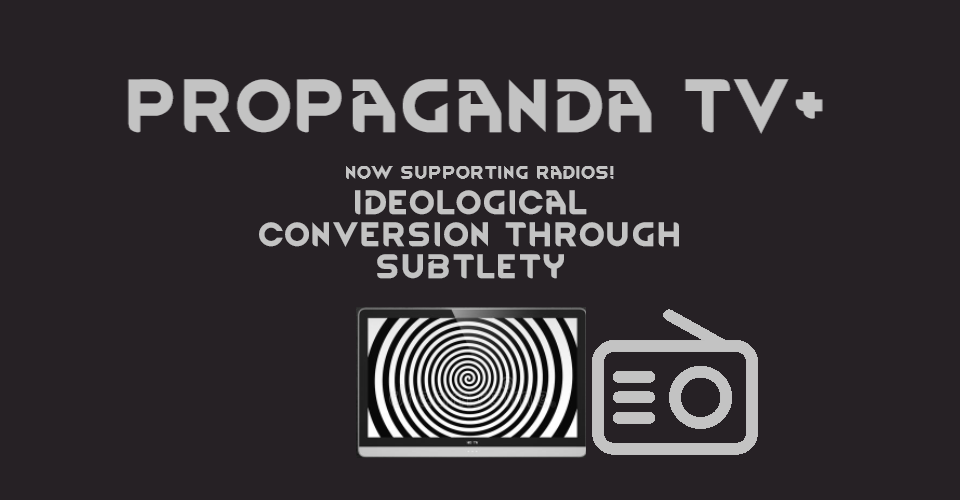 PROPAGANDA TV+
NOW SUPPORTING RADIOS!
IDEOLOGICAL
CONVERSION THROUGH
SUBTLETY